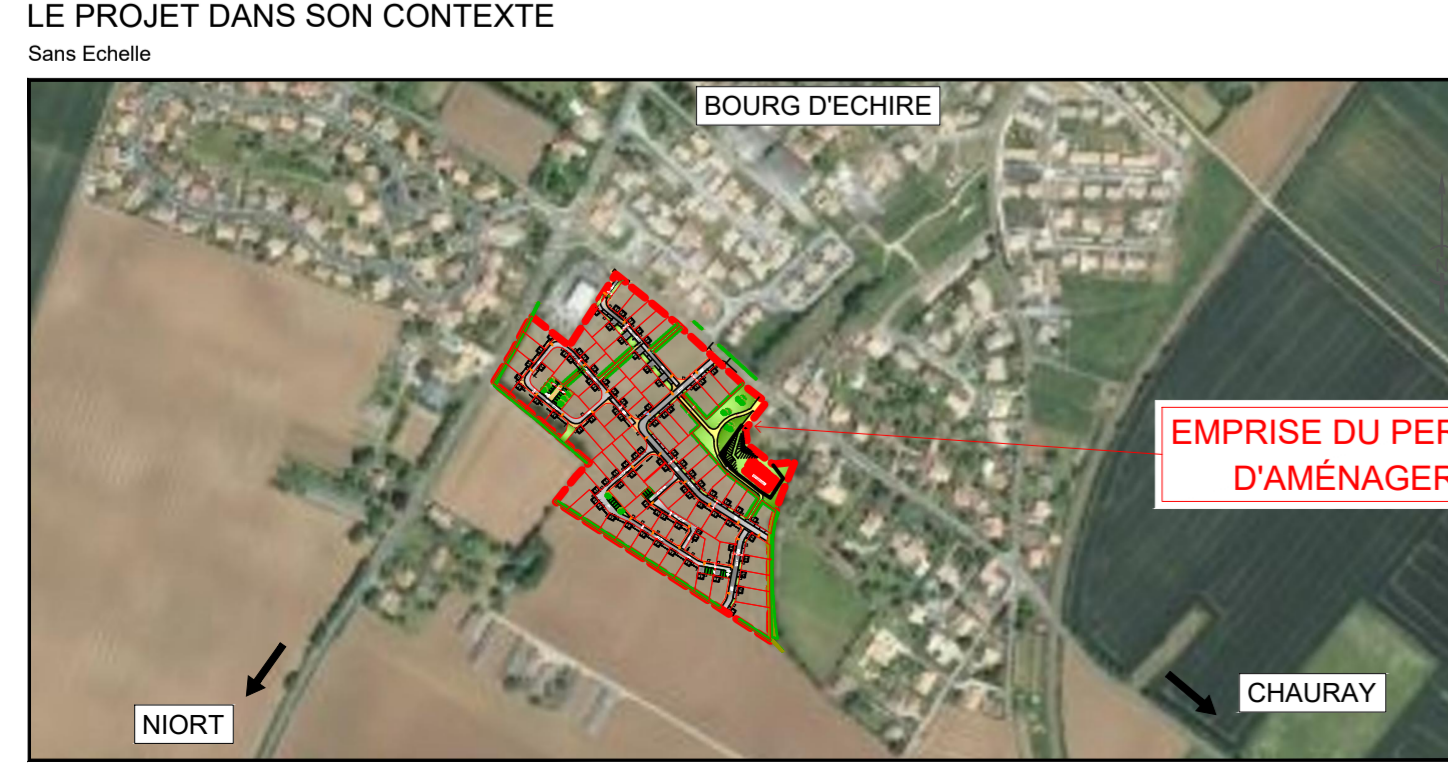 LE PROJET DANS SON CONTEXTE
Sans Echelle
BOURG D'ECHIRE
EMPRISE DU PER
D'AMÉNAGER
CHAURAY
NIORT